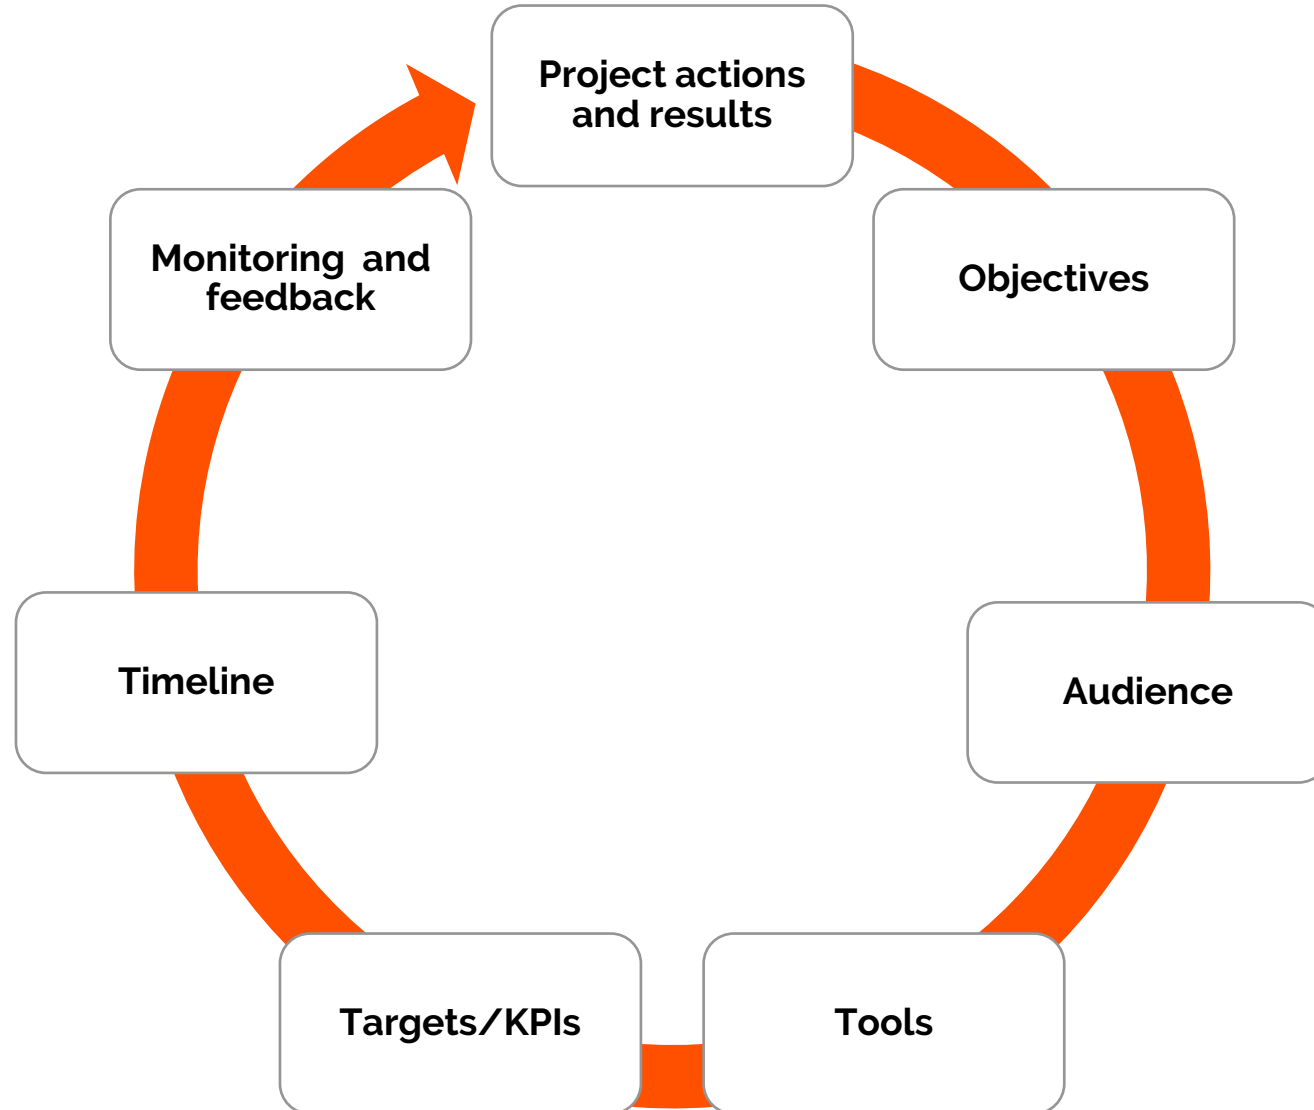 Project actions
and results
Objectives
Audience
Tools
Targets/KPIs
Timeline
Monitoring  and
feedback